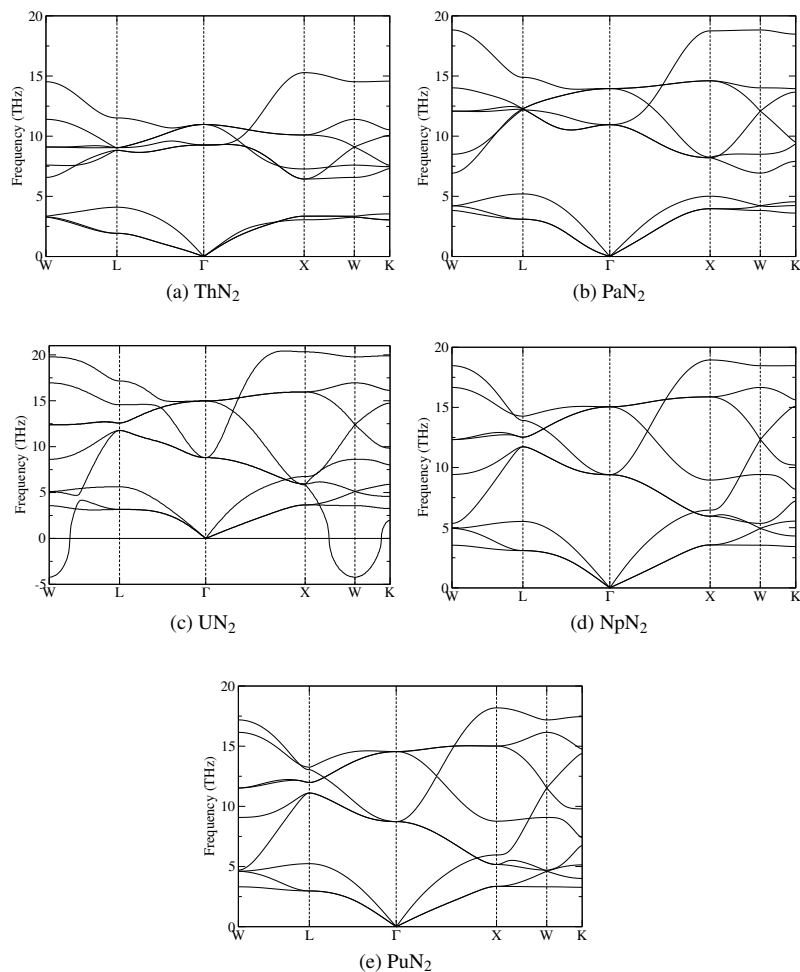 20
15
10
5
0
Frequency (THz)
W L Γ X W K
(a) ThN₂
20
15
10
5
0
Frequency (THz)
W L Γ X W K
(b) PaN₂
20
15
10
5
0
-5
Frequency (THz)
W L Γ X W K
(c) UN₂
20
15
10
5
0
Frequency (THz)
W L Γ X W K
(d) NpN₂
20
15
10
5
0
Frequency (THz)
W L Γ X W K
(e) PuN₂